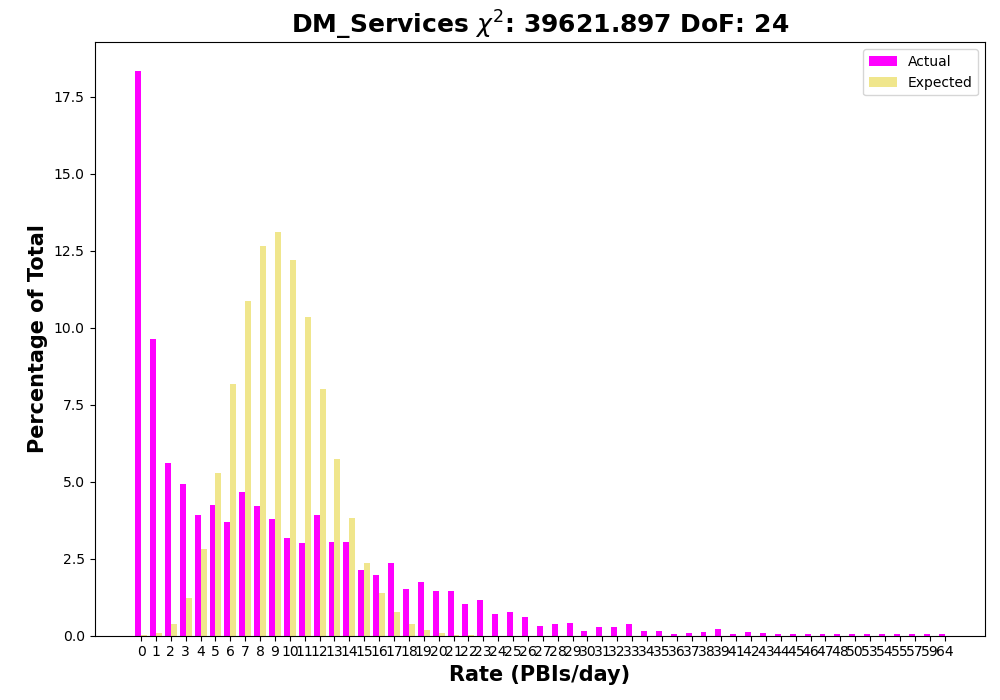 DM_Services χ²: 39621.897 DoF: 24
Actual
Expected
Percentage of Total
17.5
15.0
12.5
10.0
7.5
5.0
2.5
0.0
0 1 2 3 4 5 6 7 8 9 10 11 12 13 14 15 16 17 18 19 20 21 22 23 24 25 26 27 28 29 30 31 32 33 34 35 36 37 38 39 41 42 43 44 45 46 47 48 50 53 54 55 57 59 64
Rate (PBIs/day)